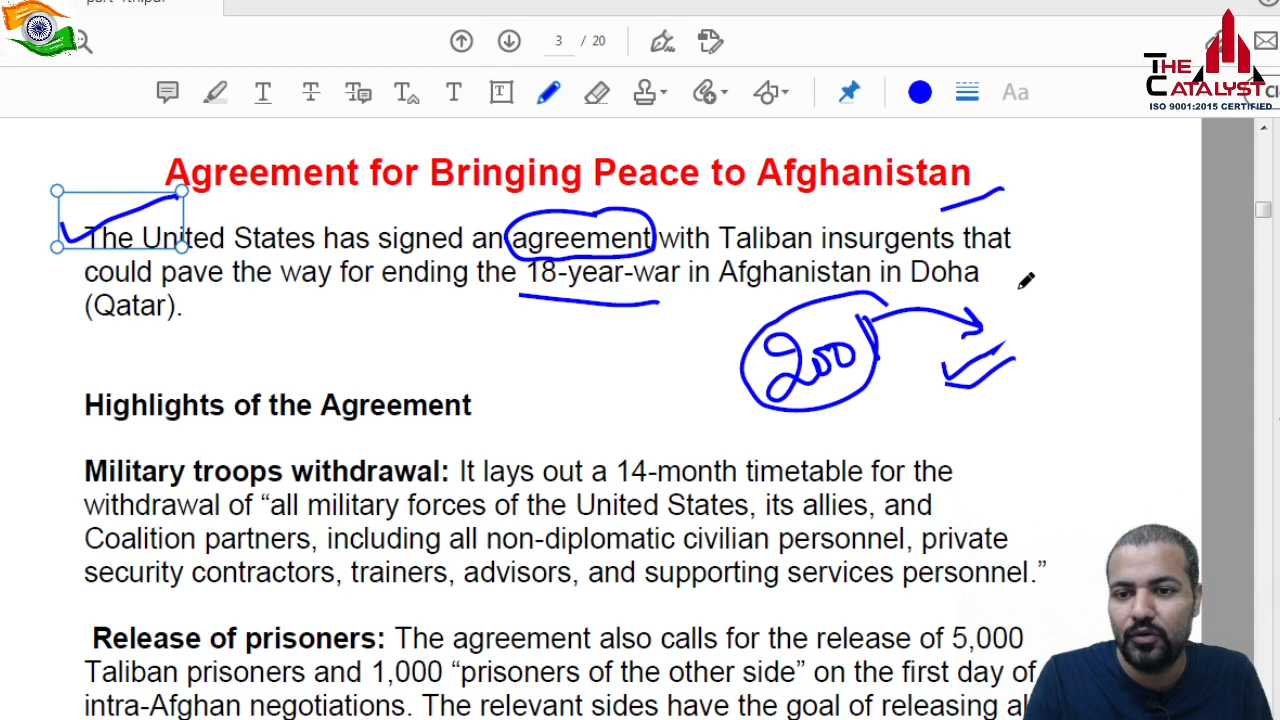 3 / 20
THE
CATALYST
ISO 9001:2015 CERTIFIED
Aa
Agreement for Bringing Peace to Afghanistan
The United States has signed an agreement with Taliban insurgents that
could pave the way for ending the 18-year-war in Afghanistan in Doha
(Qatar).
200
Highlights of the Agreement
Military troops withdrawal: It lays out a 14-month timetable for the
withdrawal of “all military forces of the United States, its allies, and
Coalition partners, including all non-diplomatic civilian personnel, private
security contractors, trainers, advisors, and supporting services personnel.”
Release of prisoners: The agreement also calls for the release of 5,000
Taliban prisoners and 1,000 “prisoners of the other side” on the first day of
intra-Afghan negotiations. The relevant sides have the goal of releasing